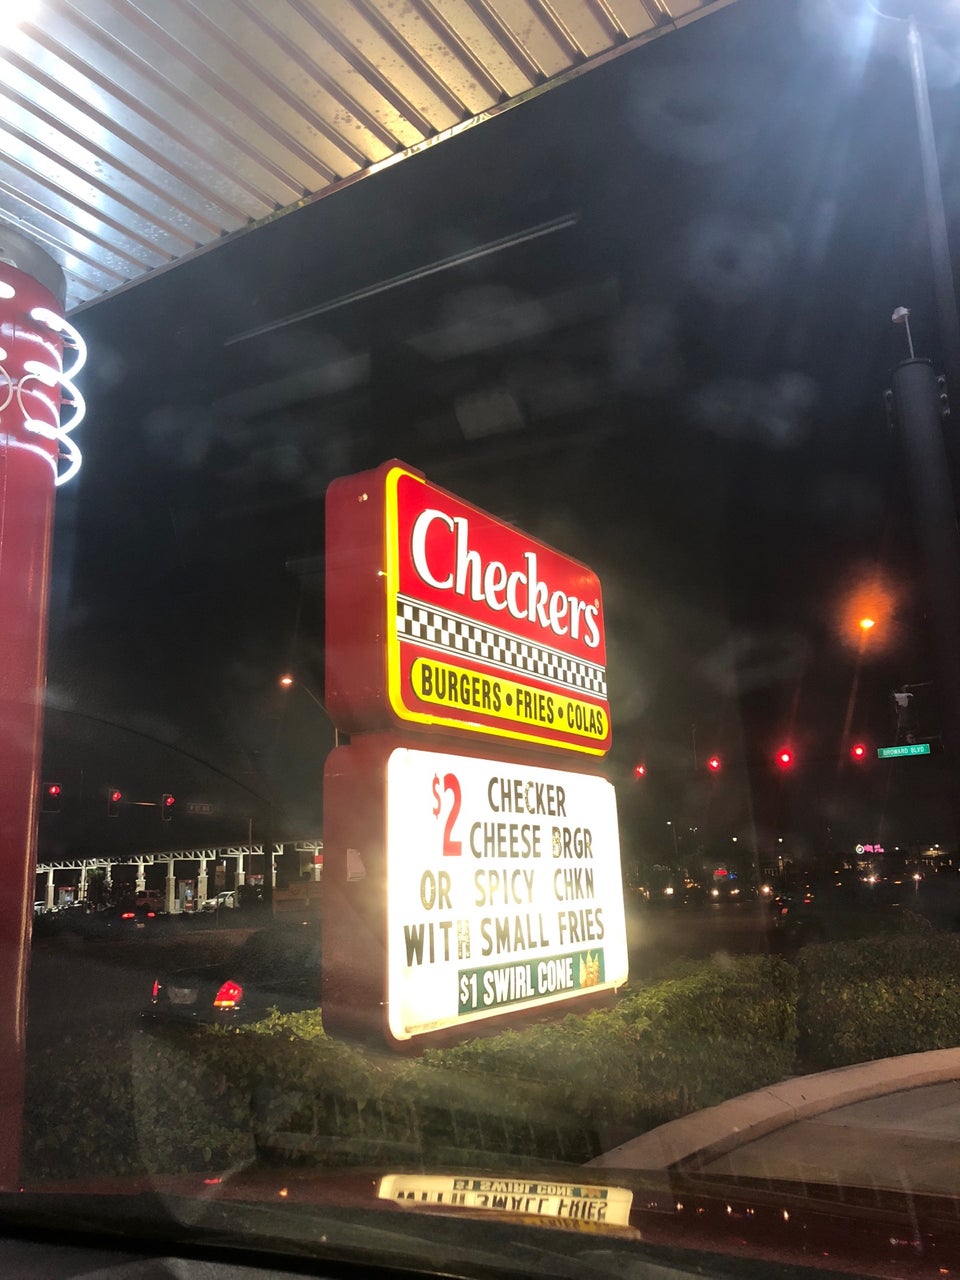 Checkers®
BURGERS • FRIES • COLAS
$2 CHECKER
CHEESE BRGR
OR SPICY CHKN
WITH SMALL FRIES
$1 SWIRL CONE
BROWARD BLVD